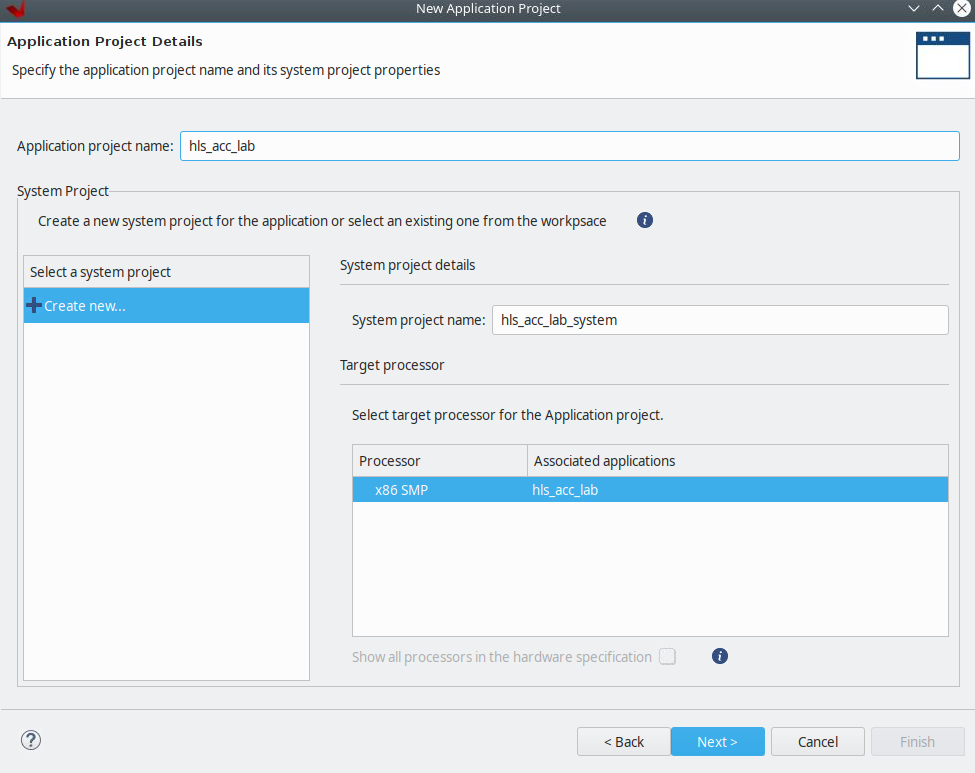 New Application Project
Application Project Details
Specify the application project name and its system project properties
Application project name: hls_acc_lab
System Project
Create a new system project for the application or select an existing one from the workpsace
Select a system project
Create new...
System project details
System project name: hls_acc_lab_system
Target processor
Select target processor for the Application project.
Processor Associated applications
x86 SMP hls_acc_lab
Show all processors in the hardware specification
< Back Next > Cancel Finish